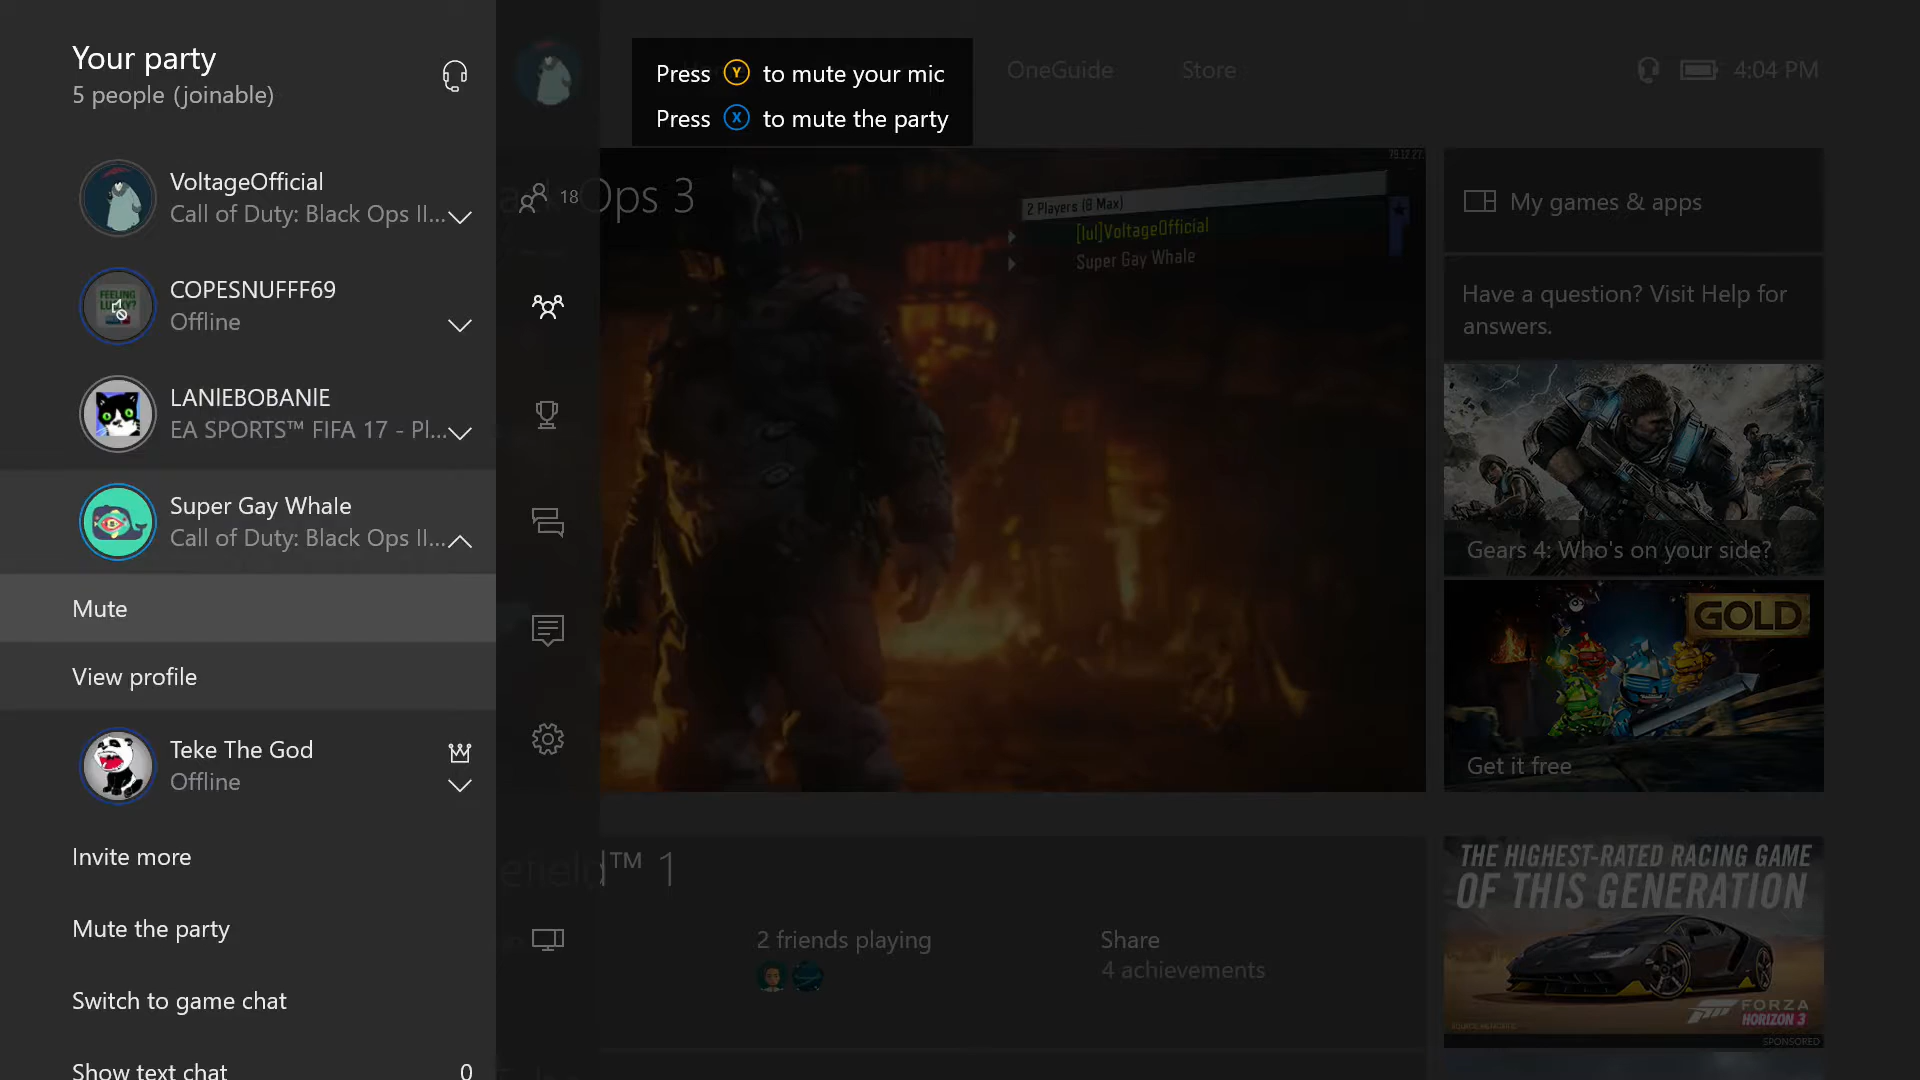 Your party
5 people (joinable)
VoltageOfficial
Call of Duty: Black Ops II...
FEELING
LUCKY?
COPESNUFFF69
Offline
LANlEBOBANlE
EA SPORTS™ FIFA 17 - Pl...
Super Gay Whale
Call of Duty: Black Ops II...
Mute
View profile
Teke The God
Offline
Invite more
Mute the party
Switch to game chat
Show text chat 0
18
Press Y to mute your mic
Press X to mute the party
OneGuide
Store
4:04 PM
Ops 3
2 Players (8 Max)
[lul]VoltageOfficial
Super Gay Whale
My games & apps
Have a question? Visit Help for
answers.
Gears 4: Who's on your side?
GOLD
Get it free
efield™ 1
2 friends playing
Share
4 achievements
THE HIGHEST-RATED RACING GAME
OF THIS GENERATION
FORZA
HORIZON 3
SPONSORED